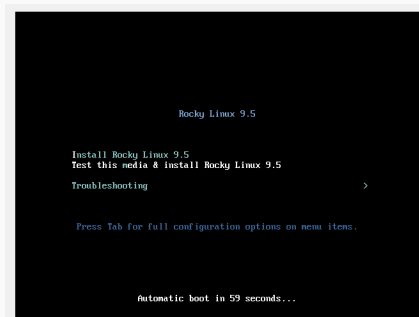 Rocky Linux 9.5
Install Rocky Linux 9.5
Test this media & install Rocky Linux 9.5
Troubleshooting >
Press Tab for full configuration options on menu items.
Automatic boot in 59 seconds...